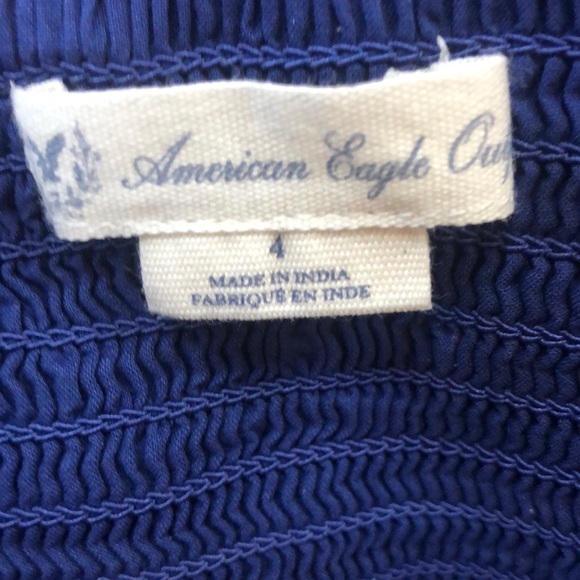 American Eagle
4
MADE IN INDIA
FABRIQUÉ EN INDE